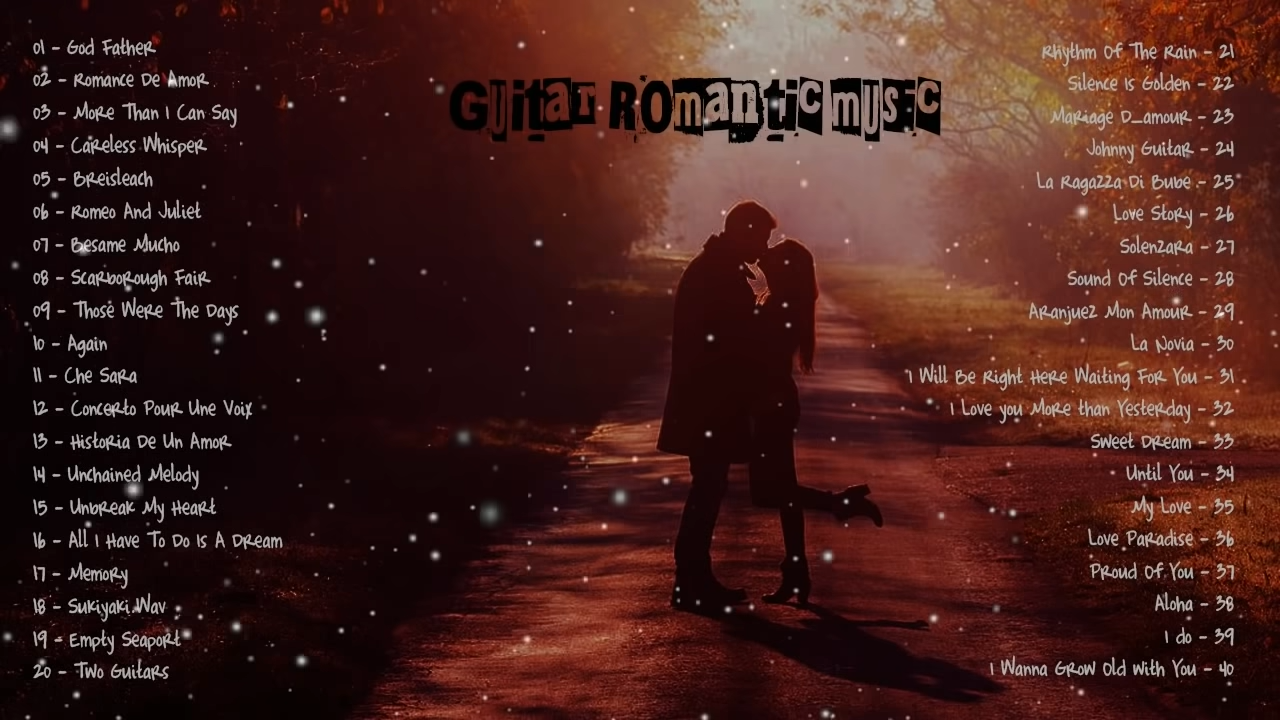 Guitar Romantic music
01 - God Father
02 - Romance De Amor
03 - More Than I Can Say
04 - Careless Whisper
05 - Breisleach
06 - Romeo And Juliet
07 - Besame Mucho
08 - Scarborough Fair
09 - Those Were The Days
10 - Again
11 - Che Sara
12 - Concerto Pour Une Voix
13 - Historia De Un Amor
14 - Unchained Melody
15 - Unbreak My Heart
16 - All I Have To Do Is A Dream
17 - Memory
18 - Sukiyaki.Wav
19 - Empty Seaport
20 - Two Guitars
Rhythm Of The Rain - 21
Silence Is Golden - 22
Mariage D_amour - 23
Johnny Guitar - 24
La Ragazza Di Bube - 25
Love Story - 26
Solenzara - 27
Sound Of Silence - 28
Aranjuez Mon Amour - 29
La Novia - 30
I Will Be Right Here Waiting For You - 31
I Love you More than Yesterday - 32
Sweet Dream - 33
Until You - 34
My Love - 35
Love Paradise - 36
Proud Of You - 37
Aloha - 38
I do - 39
I Wanna Grow Old With You - 40